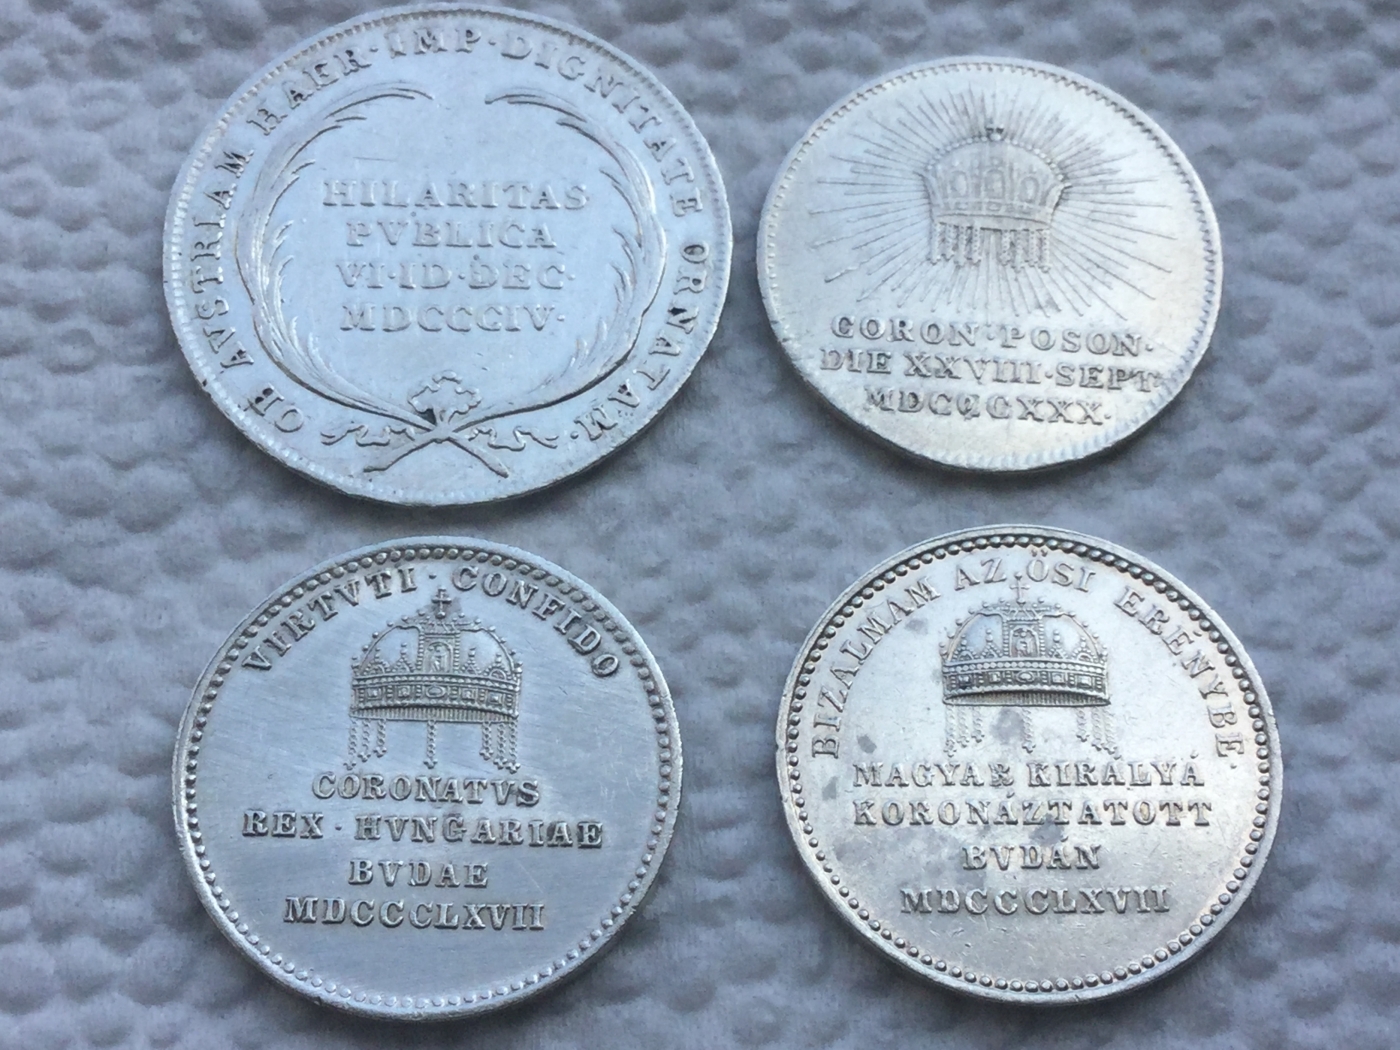 OB AVSTRIAM HAER·IMP·DIGNITATE ORNATAM·
HILARITAS
PVBLICA
VI·ID·DEC·
MDCCCIV·
CORON·POSON·
DIE XXVIII·SEPT·
MDCCCXXX·
VIRTVTI · CONFIDO
CORONATVS
REX · HVNGARIAE
BVDAE
MDCCCLXVII
BIZALMAM AZ ŐSI ERÉNYBE·
MAGYAR KIRÁLYÁ
KORONÁZTATOTT
BVDÁN
MDCCCLXVII